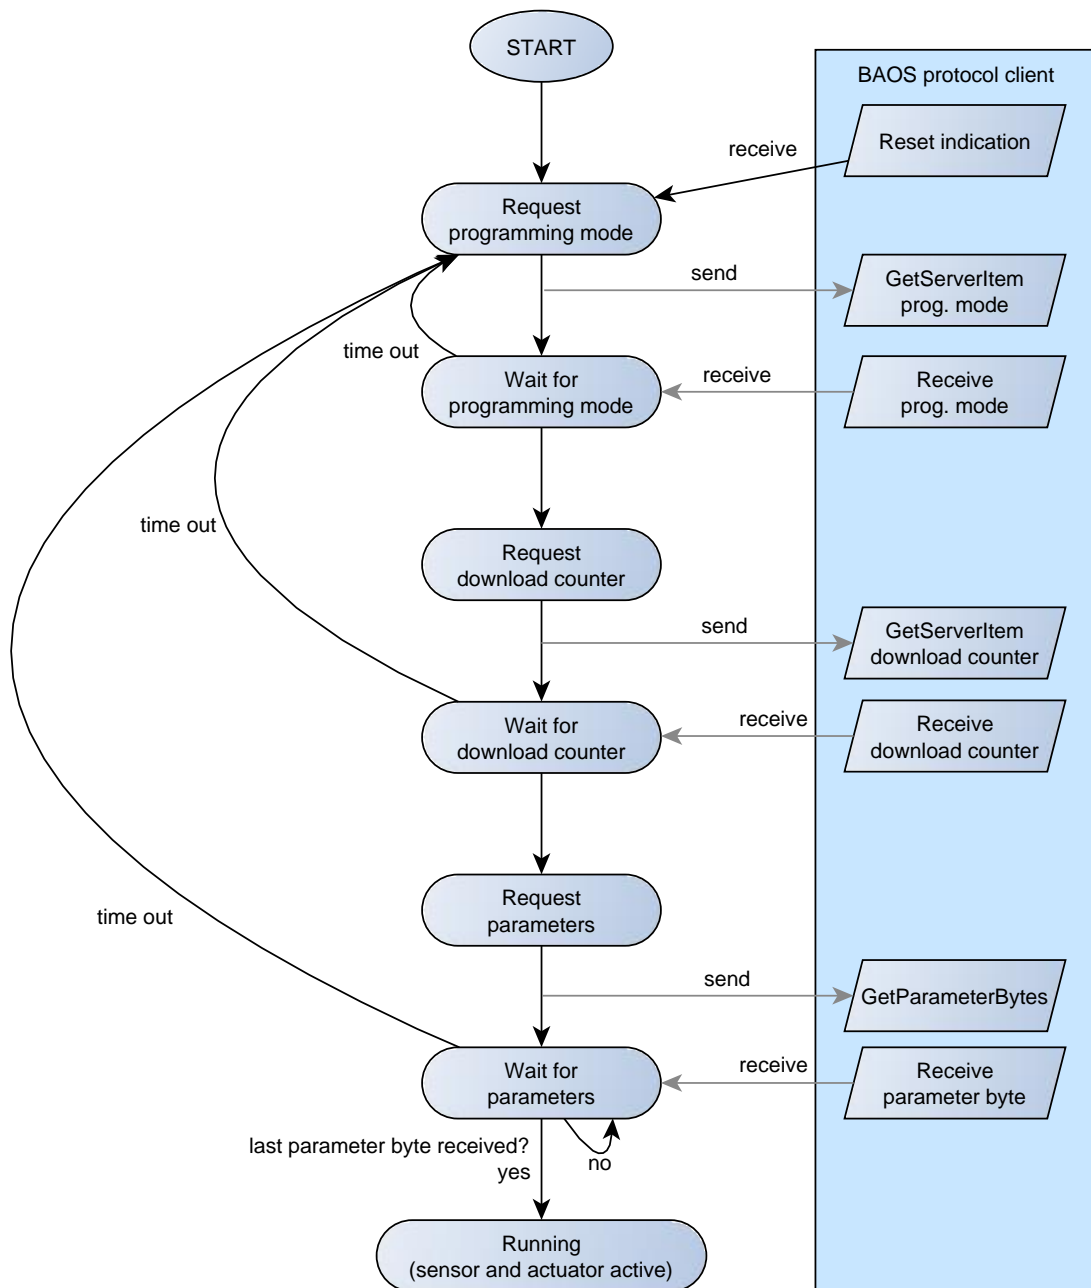 START
BAOS protocol client
Reset indication
receive
Request
programming mode
send
GetServerItem
prog. mode
time out
Wait for
programming mode
receive
Receive
prog. mode
time out
Request
download counter
send
GetServerItem
download counter
Wait for
download counter
receive
Receive
download counter
Request
parameters
time out
send
GetParameterBytes
Wait for
parameters
receive
Receive
parameter byte
last parameter byte received?
yes
no
Running
(sensor and actuator active)